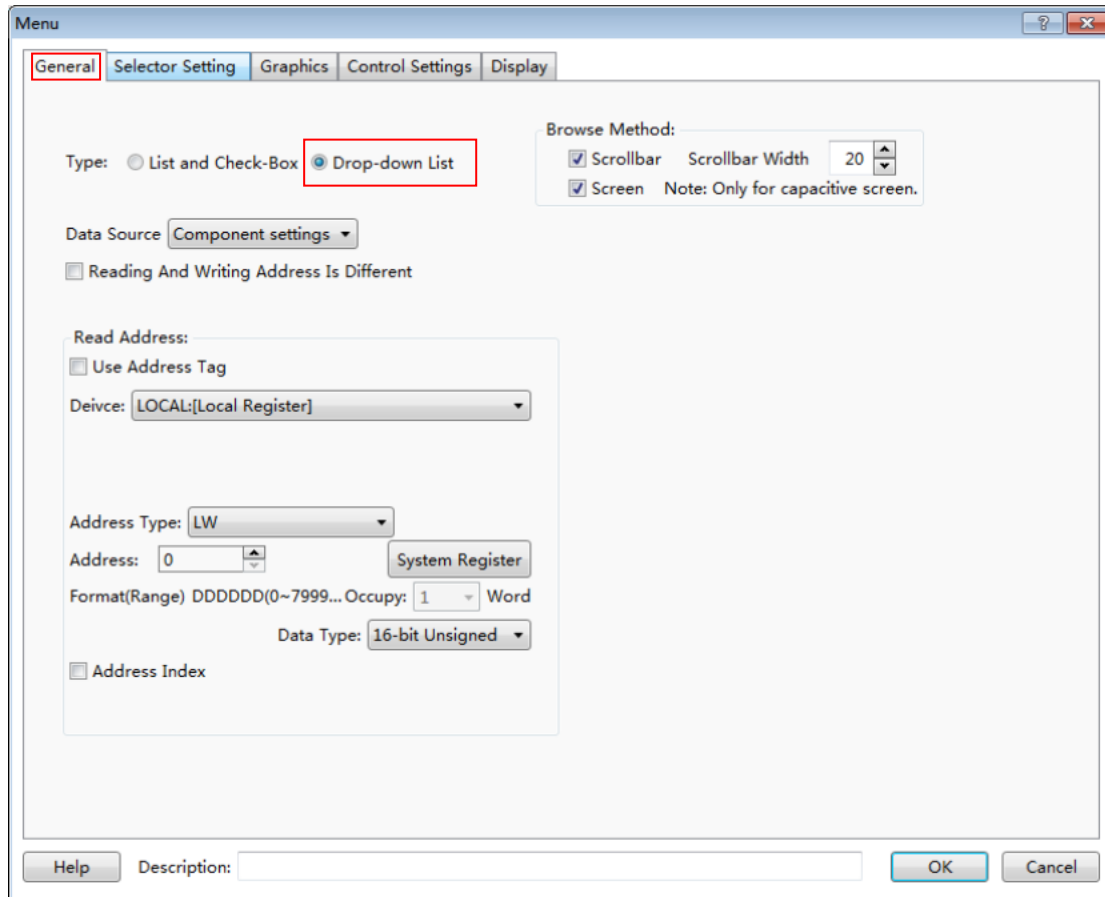 Menu
General Selector Setting Graphics Control Settings Display
Browse Method:
Type: List and Check-Box Drop-down List
Scrollbar Scrollbar Width 20
Screen Note: Only for capacitive screen.
Data Source Component settings
Reading And Writing Address Is Different
Read Address:
Use Address Tag
Deivce: LOCAL:[Local Register]
Address Type: LW
Address: 0 System Register
Format(Range) DDDDDD(0~7999... Occupy: 1 Word
Data Type: 16-bit Unsigned
Address Index
Help Description: OK Cancel